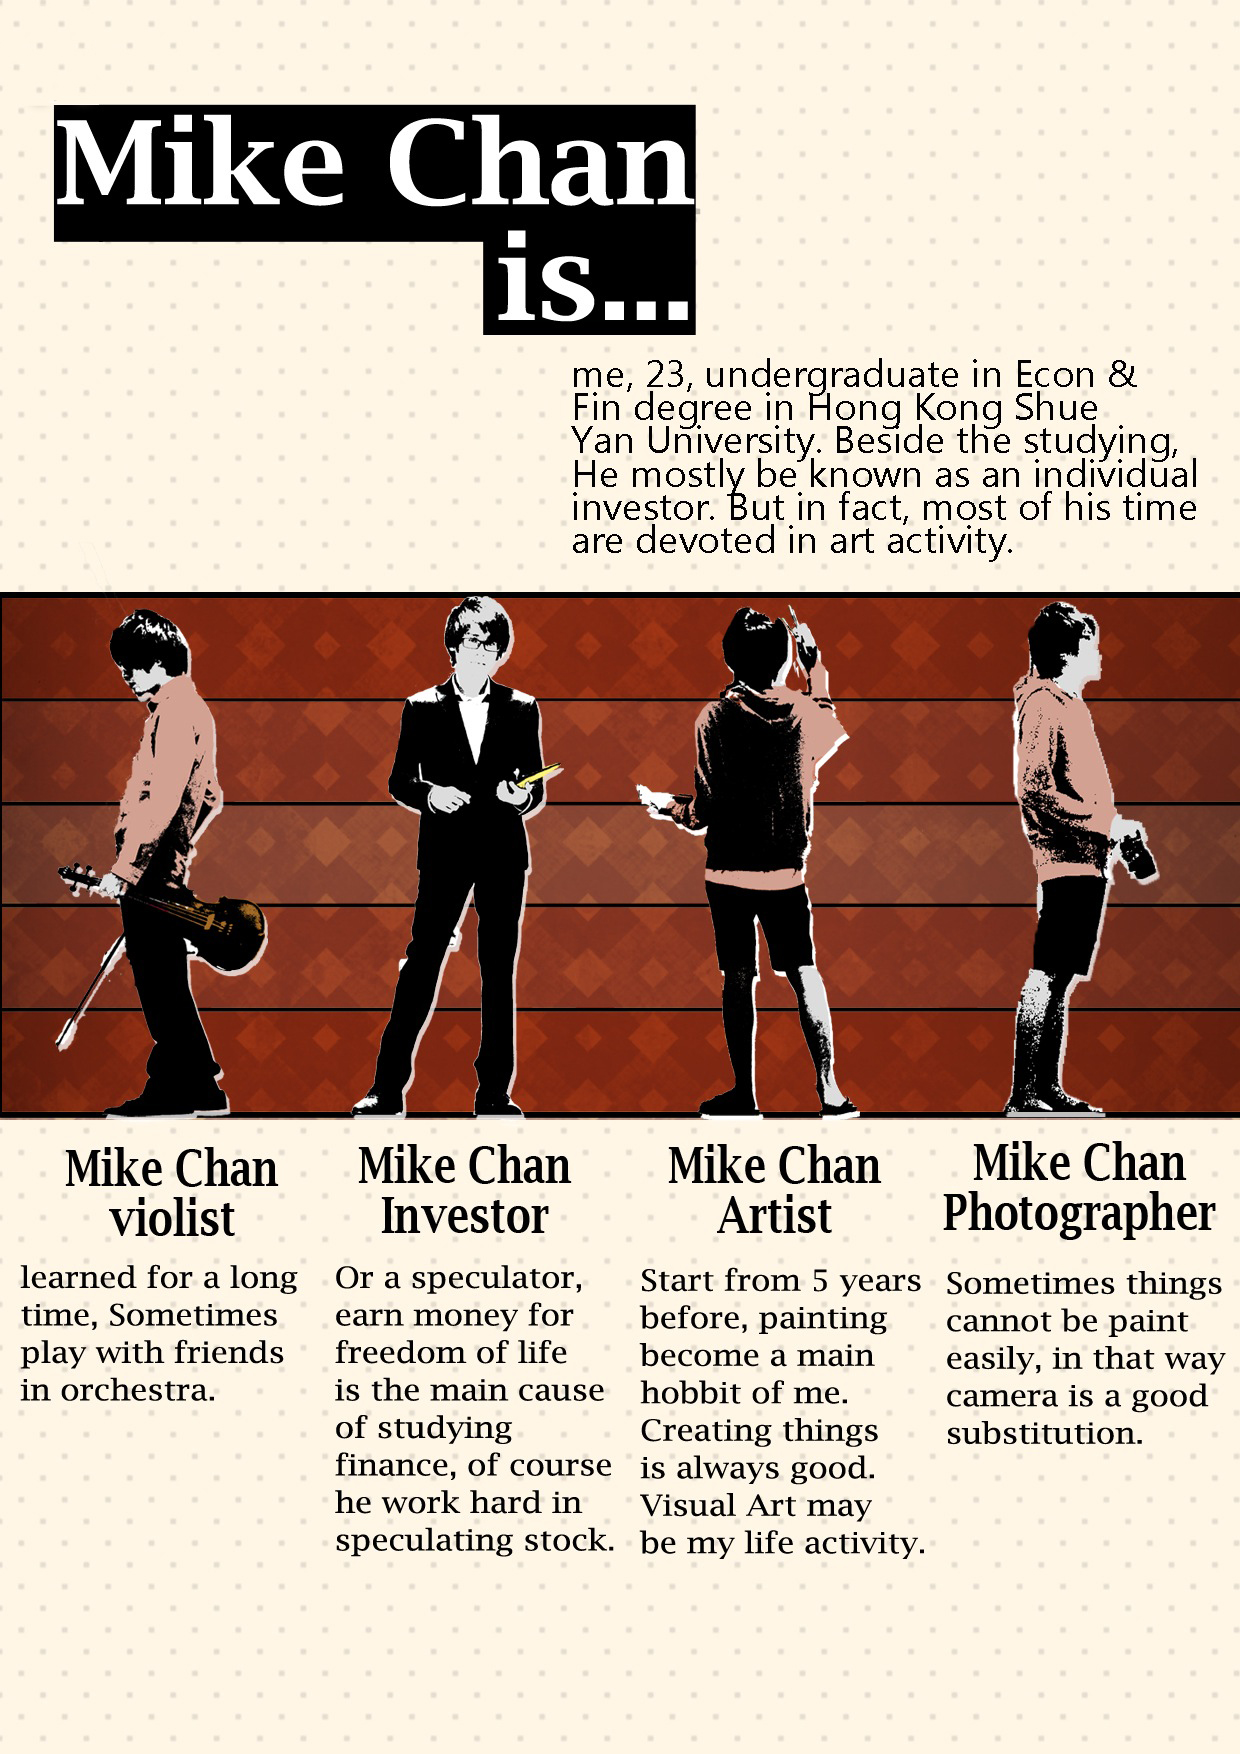 Mike Chan
is...
me, 23, undergraduate in Econ &
Fin degree in Hong Kong Shue
Yan University. Beside the studying,
He mostly be known as an individual
investor. But in fact, most of his time
are devoted in art activity.
Mike Chan
violist
learned for a long
time, Sometimes
play with friends
in orchestra.
Mike Chan
Investor
Or a speculator,
earn money for
freedom of life
is the main cause
of studying
finance, of course
he work hard in
speculating stock.
Mike Chan
Artist
Start from 5 years
before, painting
become a main
hobbit of me.
Creating things
is always good.
Visual Art may
be my life activity.
Mike Chan
Photographer
Sometimes things
cannot be paint
easily, in that way
camera is a good
substitution.